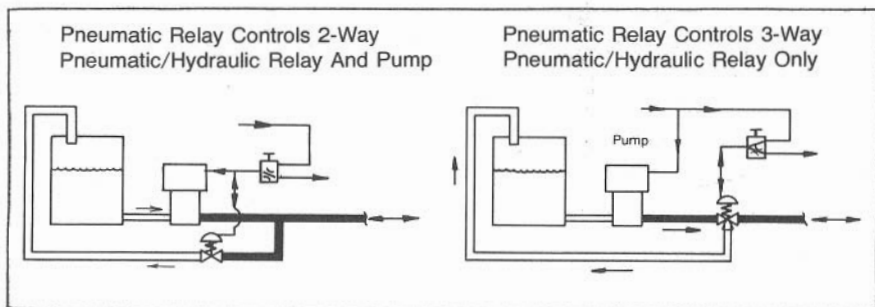 Pneumatic Relay Controls 2-Way
Pneumatic/Hydraulic Relay And Pump
Pneumatic Relay Controls 3-Way
Pneumatic/Hydraulic Relay Only
Pump